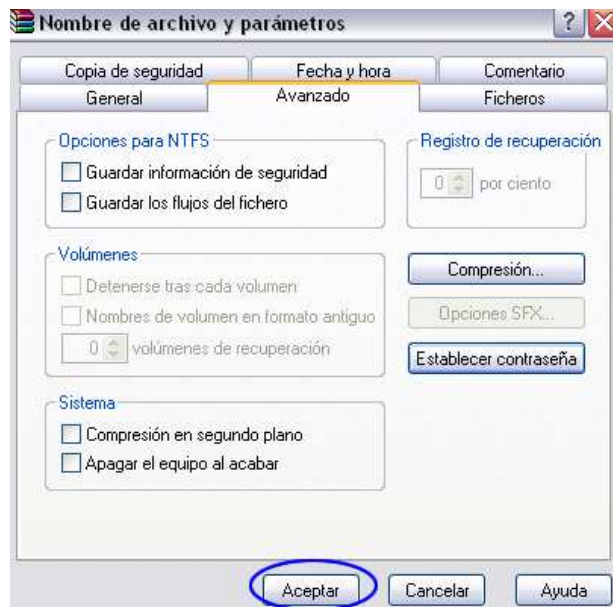 Nombre de archivo y parámetros
Copia de seguridad Fecha y hora Comentario
General Avanzado Ficheros
Opciones para NTFS
Guardar información de seguridad
Guardar los flujos del fichero
Registro de recuperación
0 por ciento
Volúmenes
Detenerse tras cada volumen
Nombres de volumen en formato antiguo
0 volúmenes de recuperación
Compresión...
Opciones SFX...
Establecer contraseña
Sistema
Compresión en segundo plano
Apagar el equipo al acabar
Aceptar Cancelar Ayuda